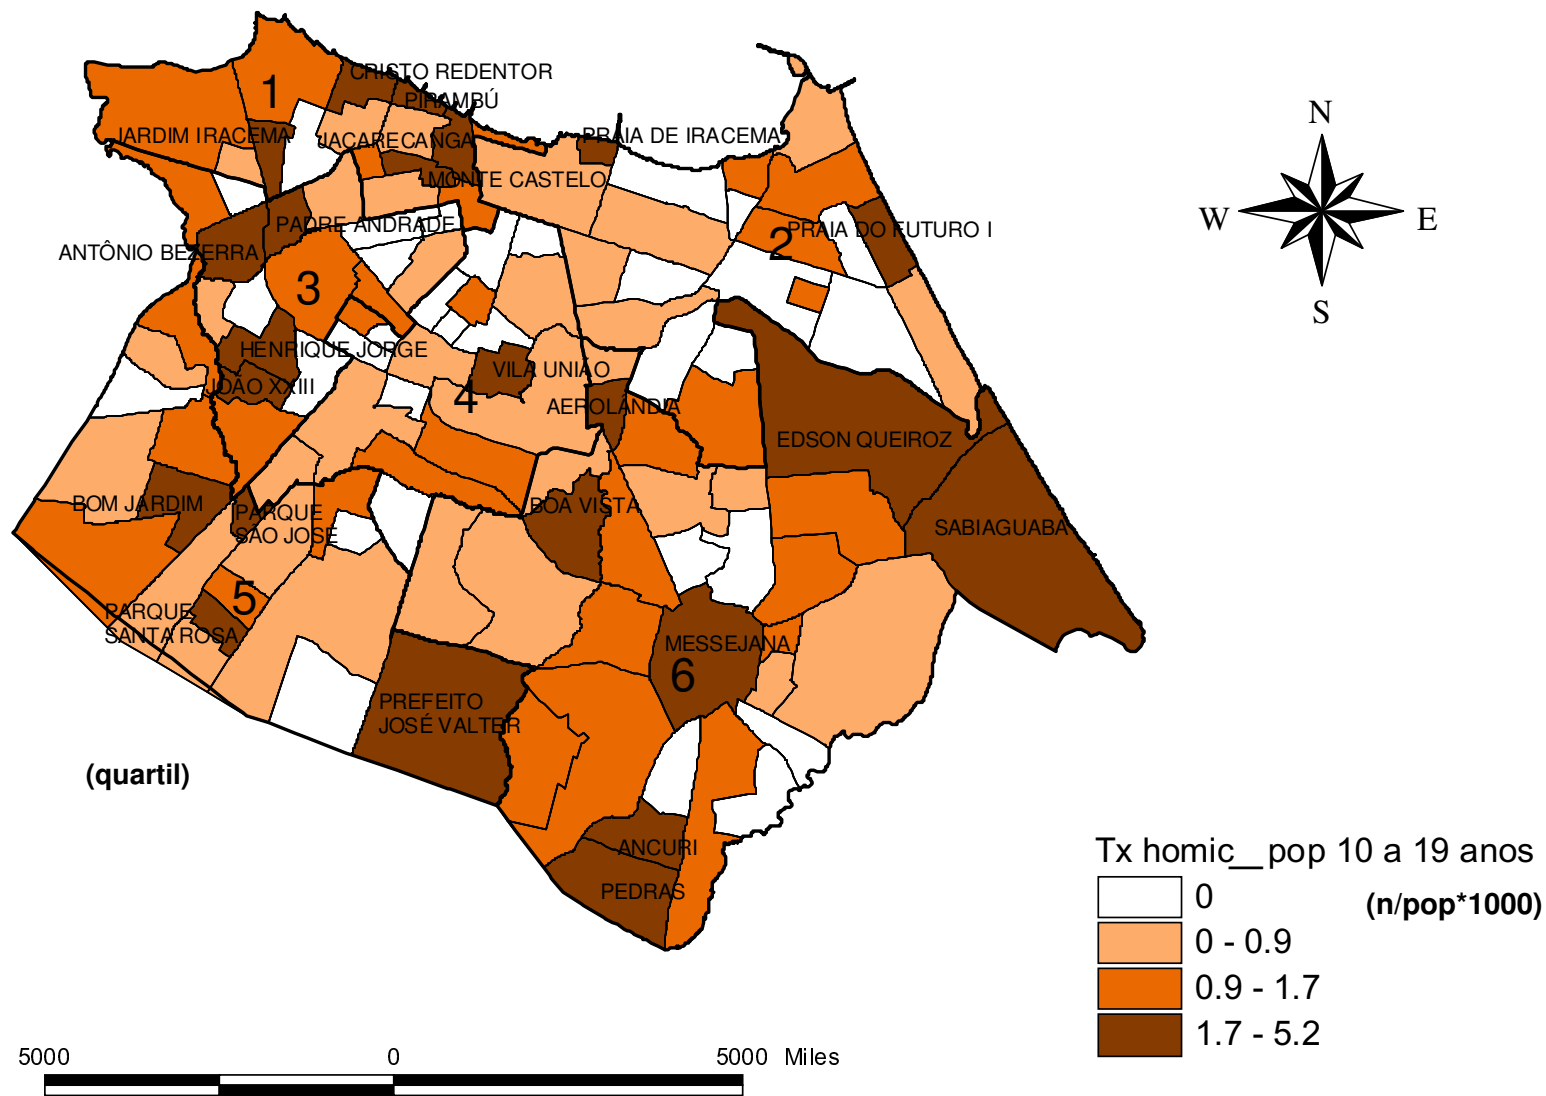 CRISTO REDENTOR
PIRAMBÚ
1
JARDIM IRACEMA
JACARECANGA
PRAIA DE IRACEMA
MONTE CASTELO
N
W
E
S
PADRE ANDRADE
2
PRAIA DO FUTURO I
ANTÔNIO BEZERRA
3
HENRIQUE JORGE
VILA UNIÃO
JOÃO XXIII
4
AEROLÂNDIA
EDSON QUEIROZ
BOM JARDIM
PARQUE
SÃO JOSÉ
BOA VISTA
SABIAGUABA
5
PARQUE
SANTA ROSA
MESSEJANA
6
PREFEITO
JOSÉ VALTER
(quartil)
ANCURI
PEDRAS
Tx homic__pop 10 a 19 anos
0
(n/pop*1000)
0 - 0.9
0.9 - 1.7
1.7 - 5.2
5000 0 5000 Miles